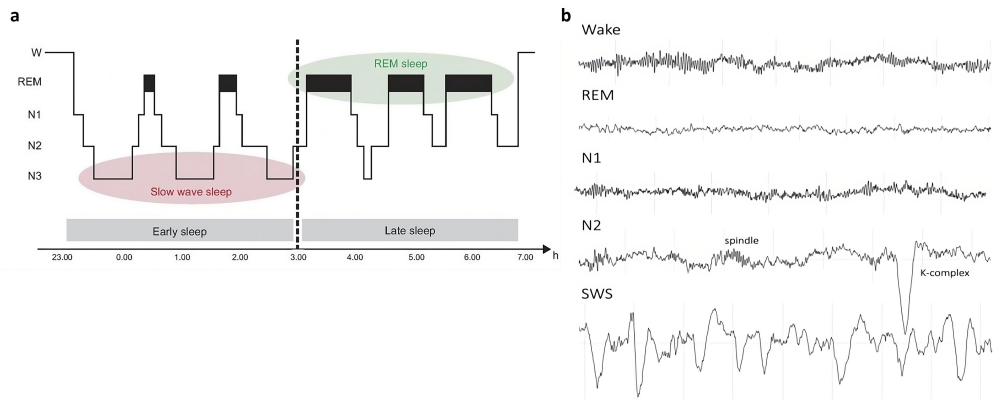 a
W
REM
N1
N2
N3
REM sleep
Slow wave sleep
Early sleep
Late sleep
23.00 0.00 1.00 2.00 3.00 4.00 5.00 6.00 7.00 h
b
Wake
REM
N1
N2
spindle
K-complex
SWS